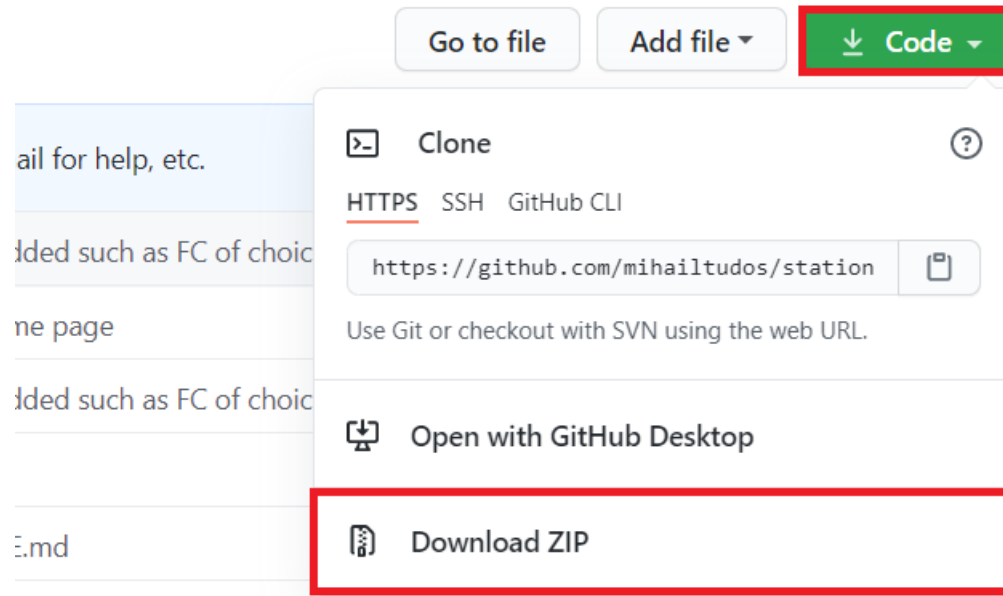 Go to file Add file Code
Clone
ail for help, etc.
HTTPS SSH GitHub CLI
dded such as FC of choic
https://github.com/mihailtudos/station
me page
Use Git or checkout with SVN using the web URL.
dded such as FC of choic
Open with GitHub Desktop
E.md
Download ZIP